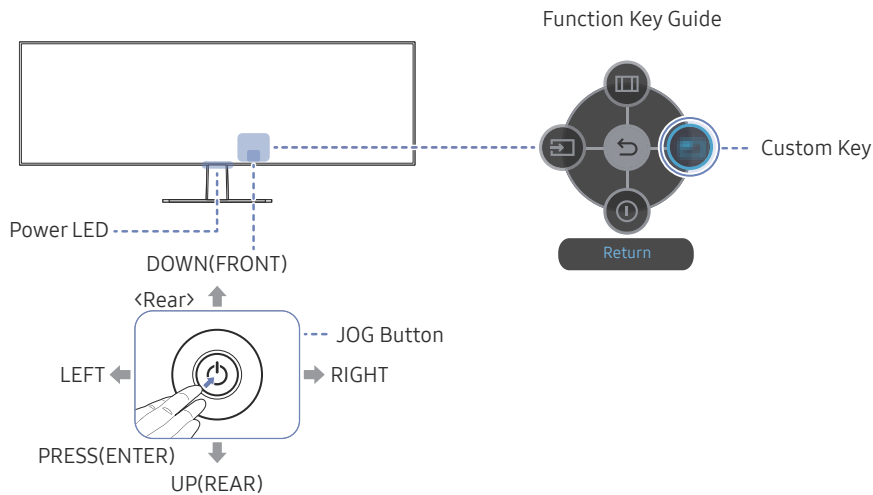 Function Key Guide
Custom Key
Return
Power LED
DOWN(FRONT)
<Rear>
JOG Button
LEFT
RIGHT
PRESS(ENTER)
UP(REAR)